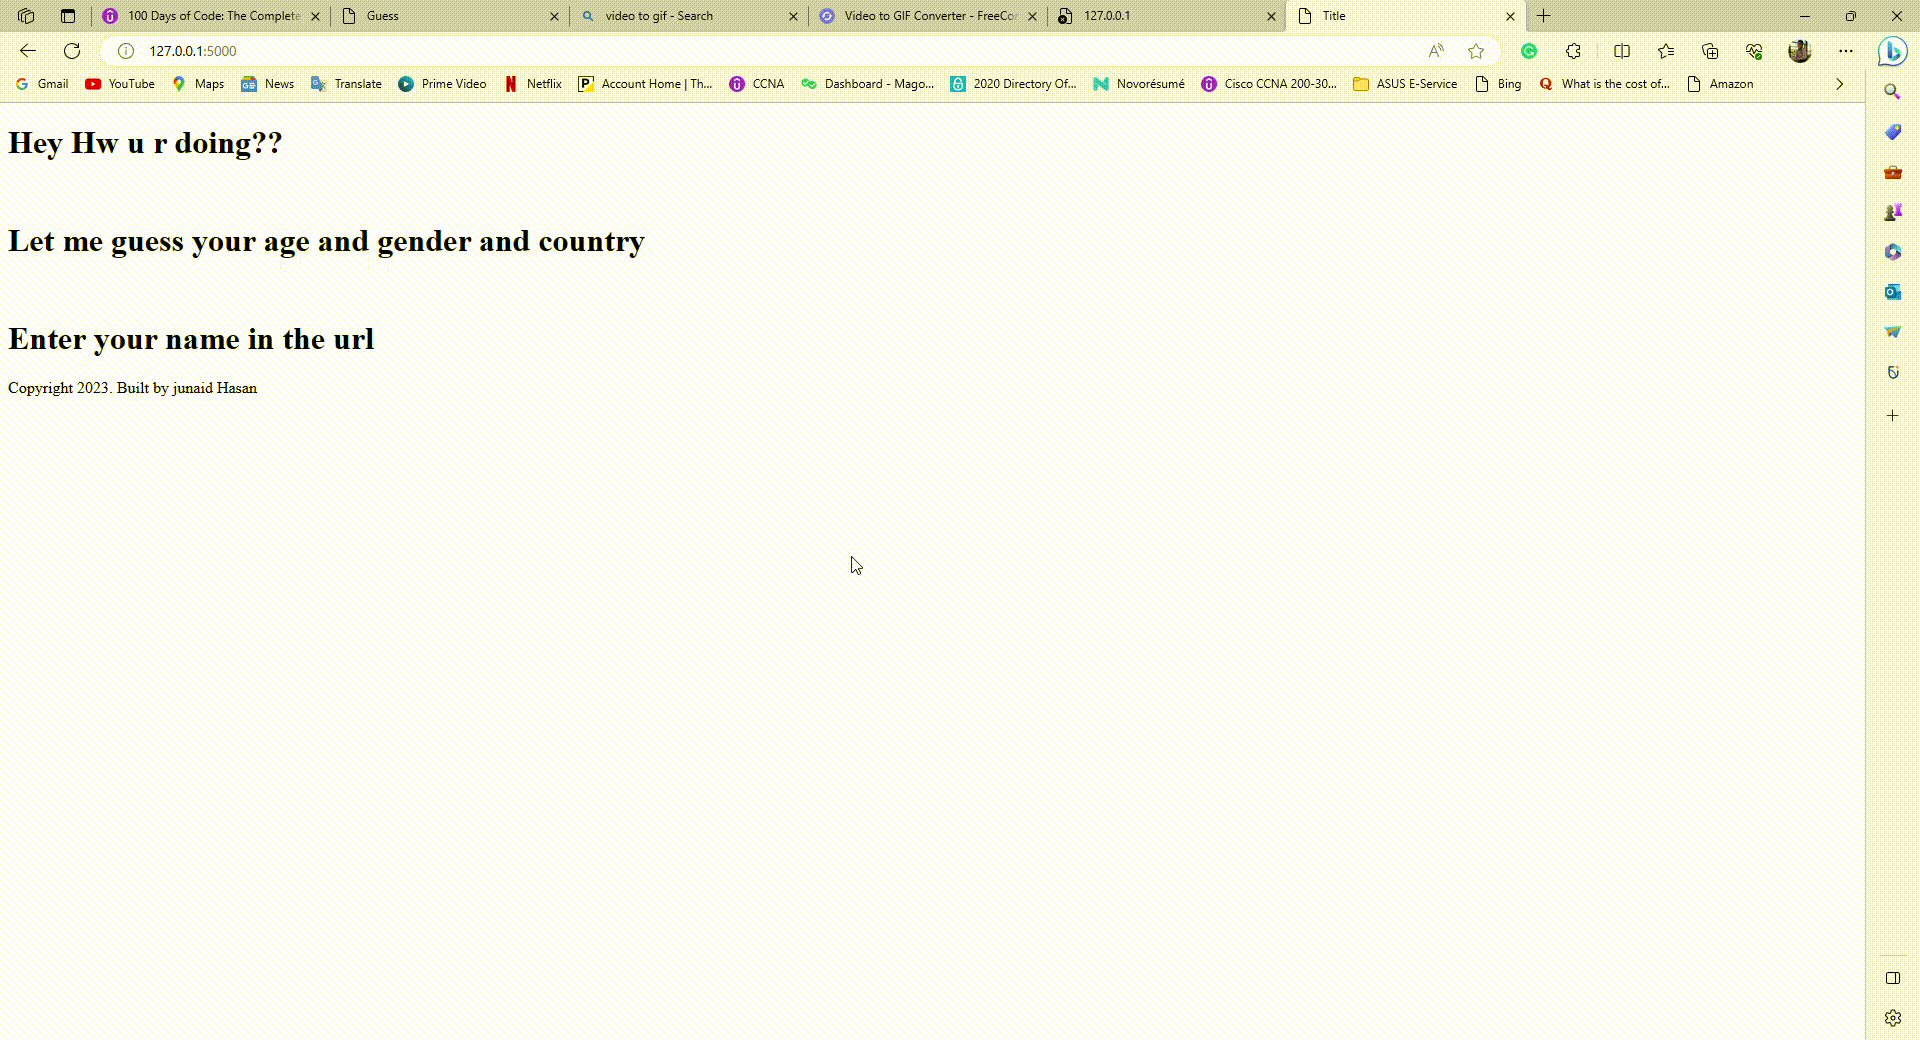 100 Days of Code: The Complete
Guess
video to gif - Search
Video to GIF Converter - FreeCor
127.0.0.1
Title
127.0.0.1:5000
Gmail
YouTube
Maps
News
Translate
Prime Video
Netflix
Account Home | Th...
CCNA
Dashboard - Mago...
2020 Directory Of...
Novorésumé
Cisco CCNA 200-30...
ASUS E-Service
Bing
What is the cost of...
Amazon
Hey Hw u r doing??
Let me guess your age and gender and country
Enter your name in the url
Copyright 2023. Built by junaid Hasan